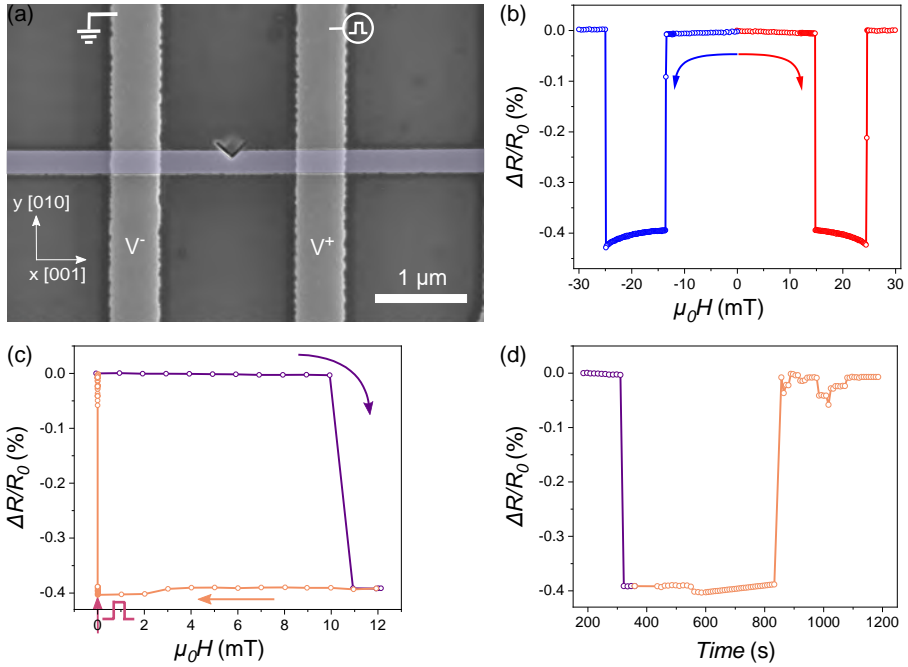 (a)
y [010]
x [001]
V⁻
V⁺
1 μm
(b)
0.0
-0.1
-0.2
-0.3
-0.4
ΔR/R₀ (%)
-30 -20 -10 0 10 20 30
μ₀H (mT)
(c)
0.0
-0.1
-0.2
-0.3
-0.4
ΔR/R₀ (%)
0 2 4 6 8 10 12
μ₀H (mT)
(d)
0.0
-0.1
-0.2
-0.3
-0.4
ΔR/R₀ (%)
200 400 600 800 1000 1200
Time (s)